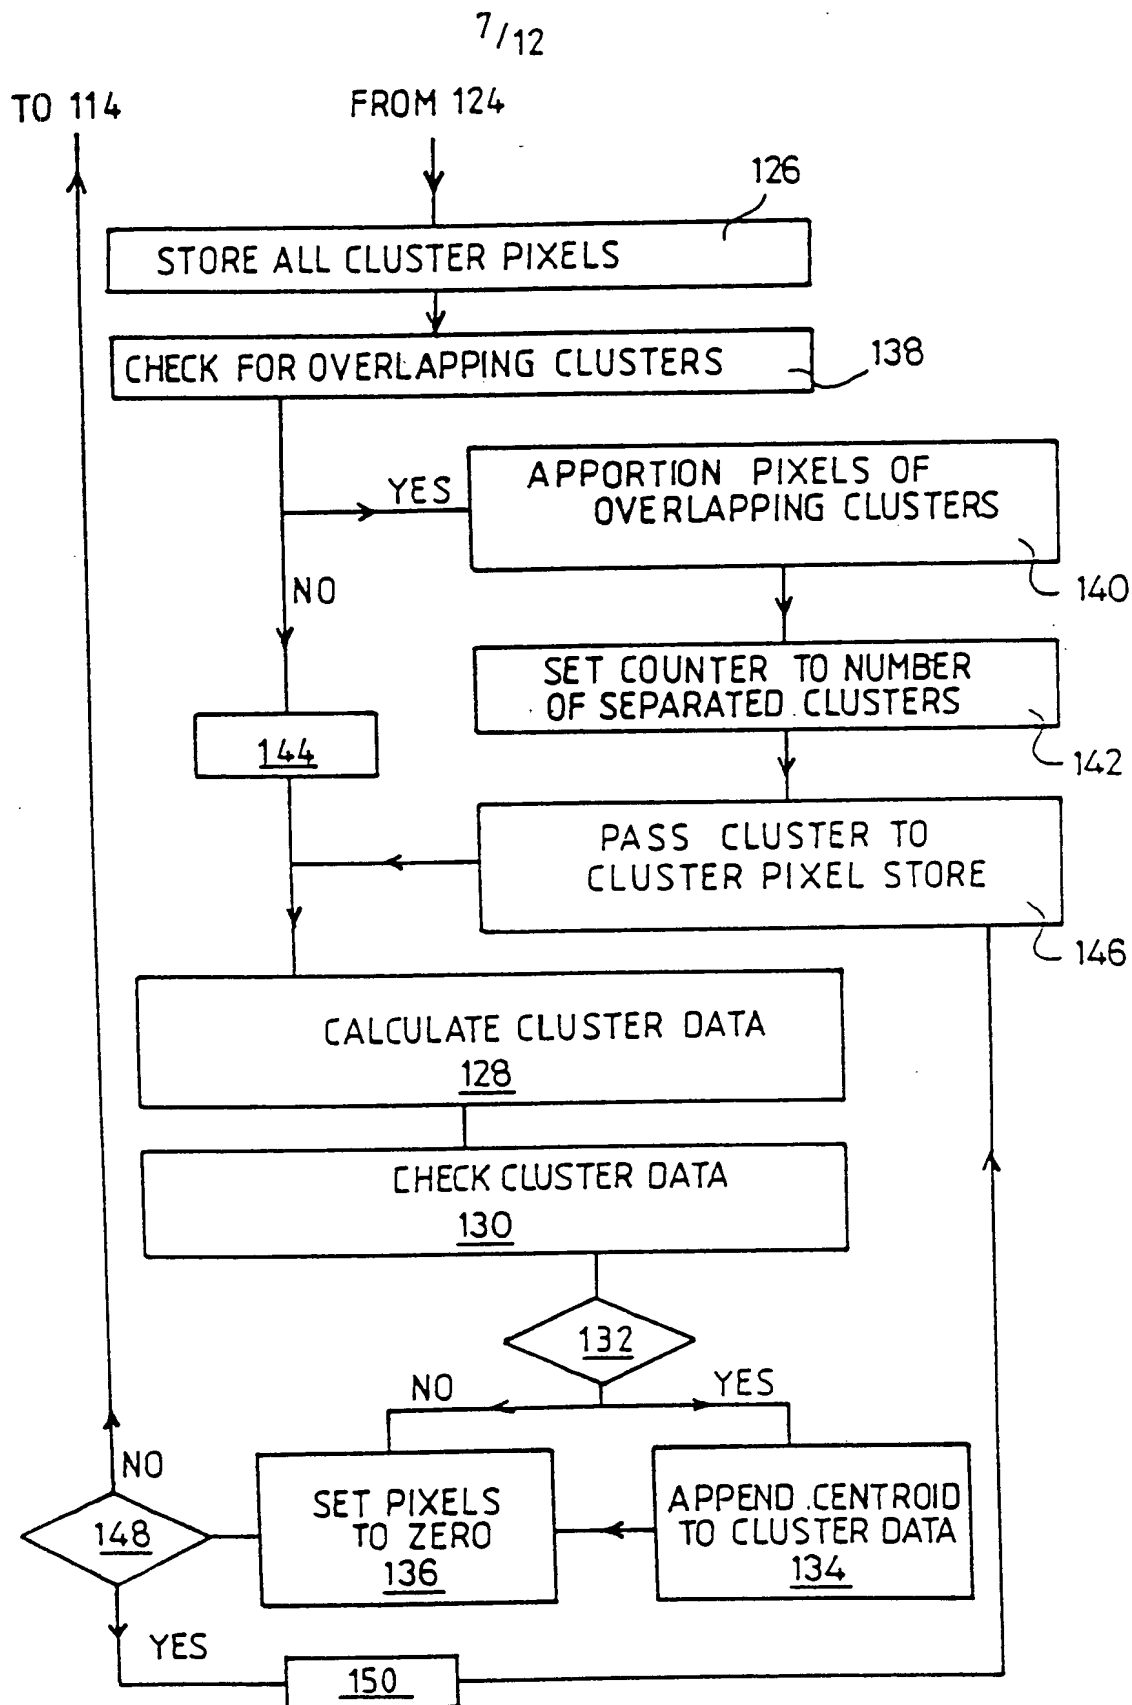 7/12
TO 114
FROM 124
126
STORE ALL CLUSTER PIXELS
CHECK FOR OVERLAPPING CLUSTERS
138
YES
APPORTION PIXELS OF
OVERLAPPING CLUSTERS
140
NO
SET COUNTER TO NUMBER
OF SEPARATED CLUSTERS
142
144
PASS CLUSTER TO
CLUSTER PIXEL STORE
146
CALCULATE CLUSTER DATA
128
CHECK CLUSTER DATA
130
132
NO
YES
NO
148
SET PIXELS
TO ZERO
136
APPEND CENTROID
TO CLUSTER DATA
134
YES
150